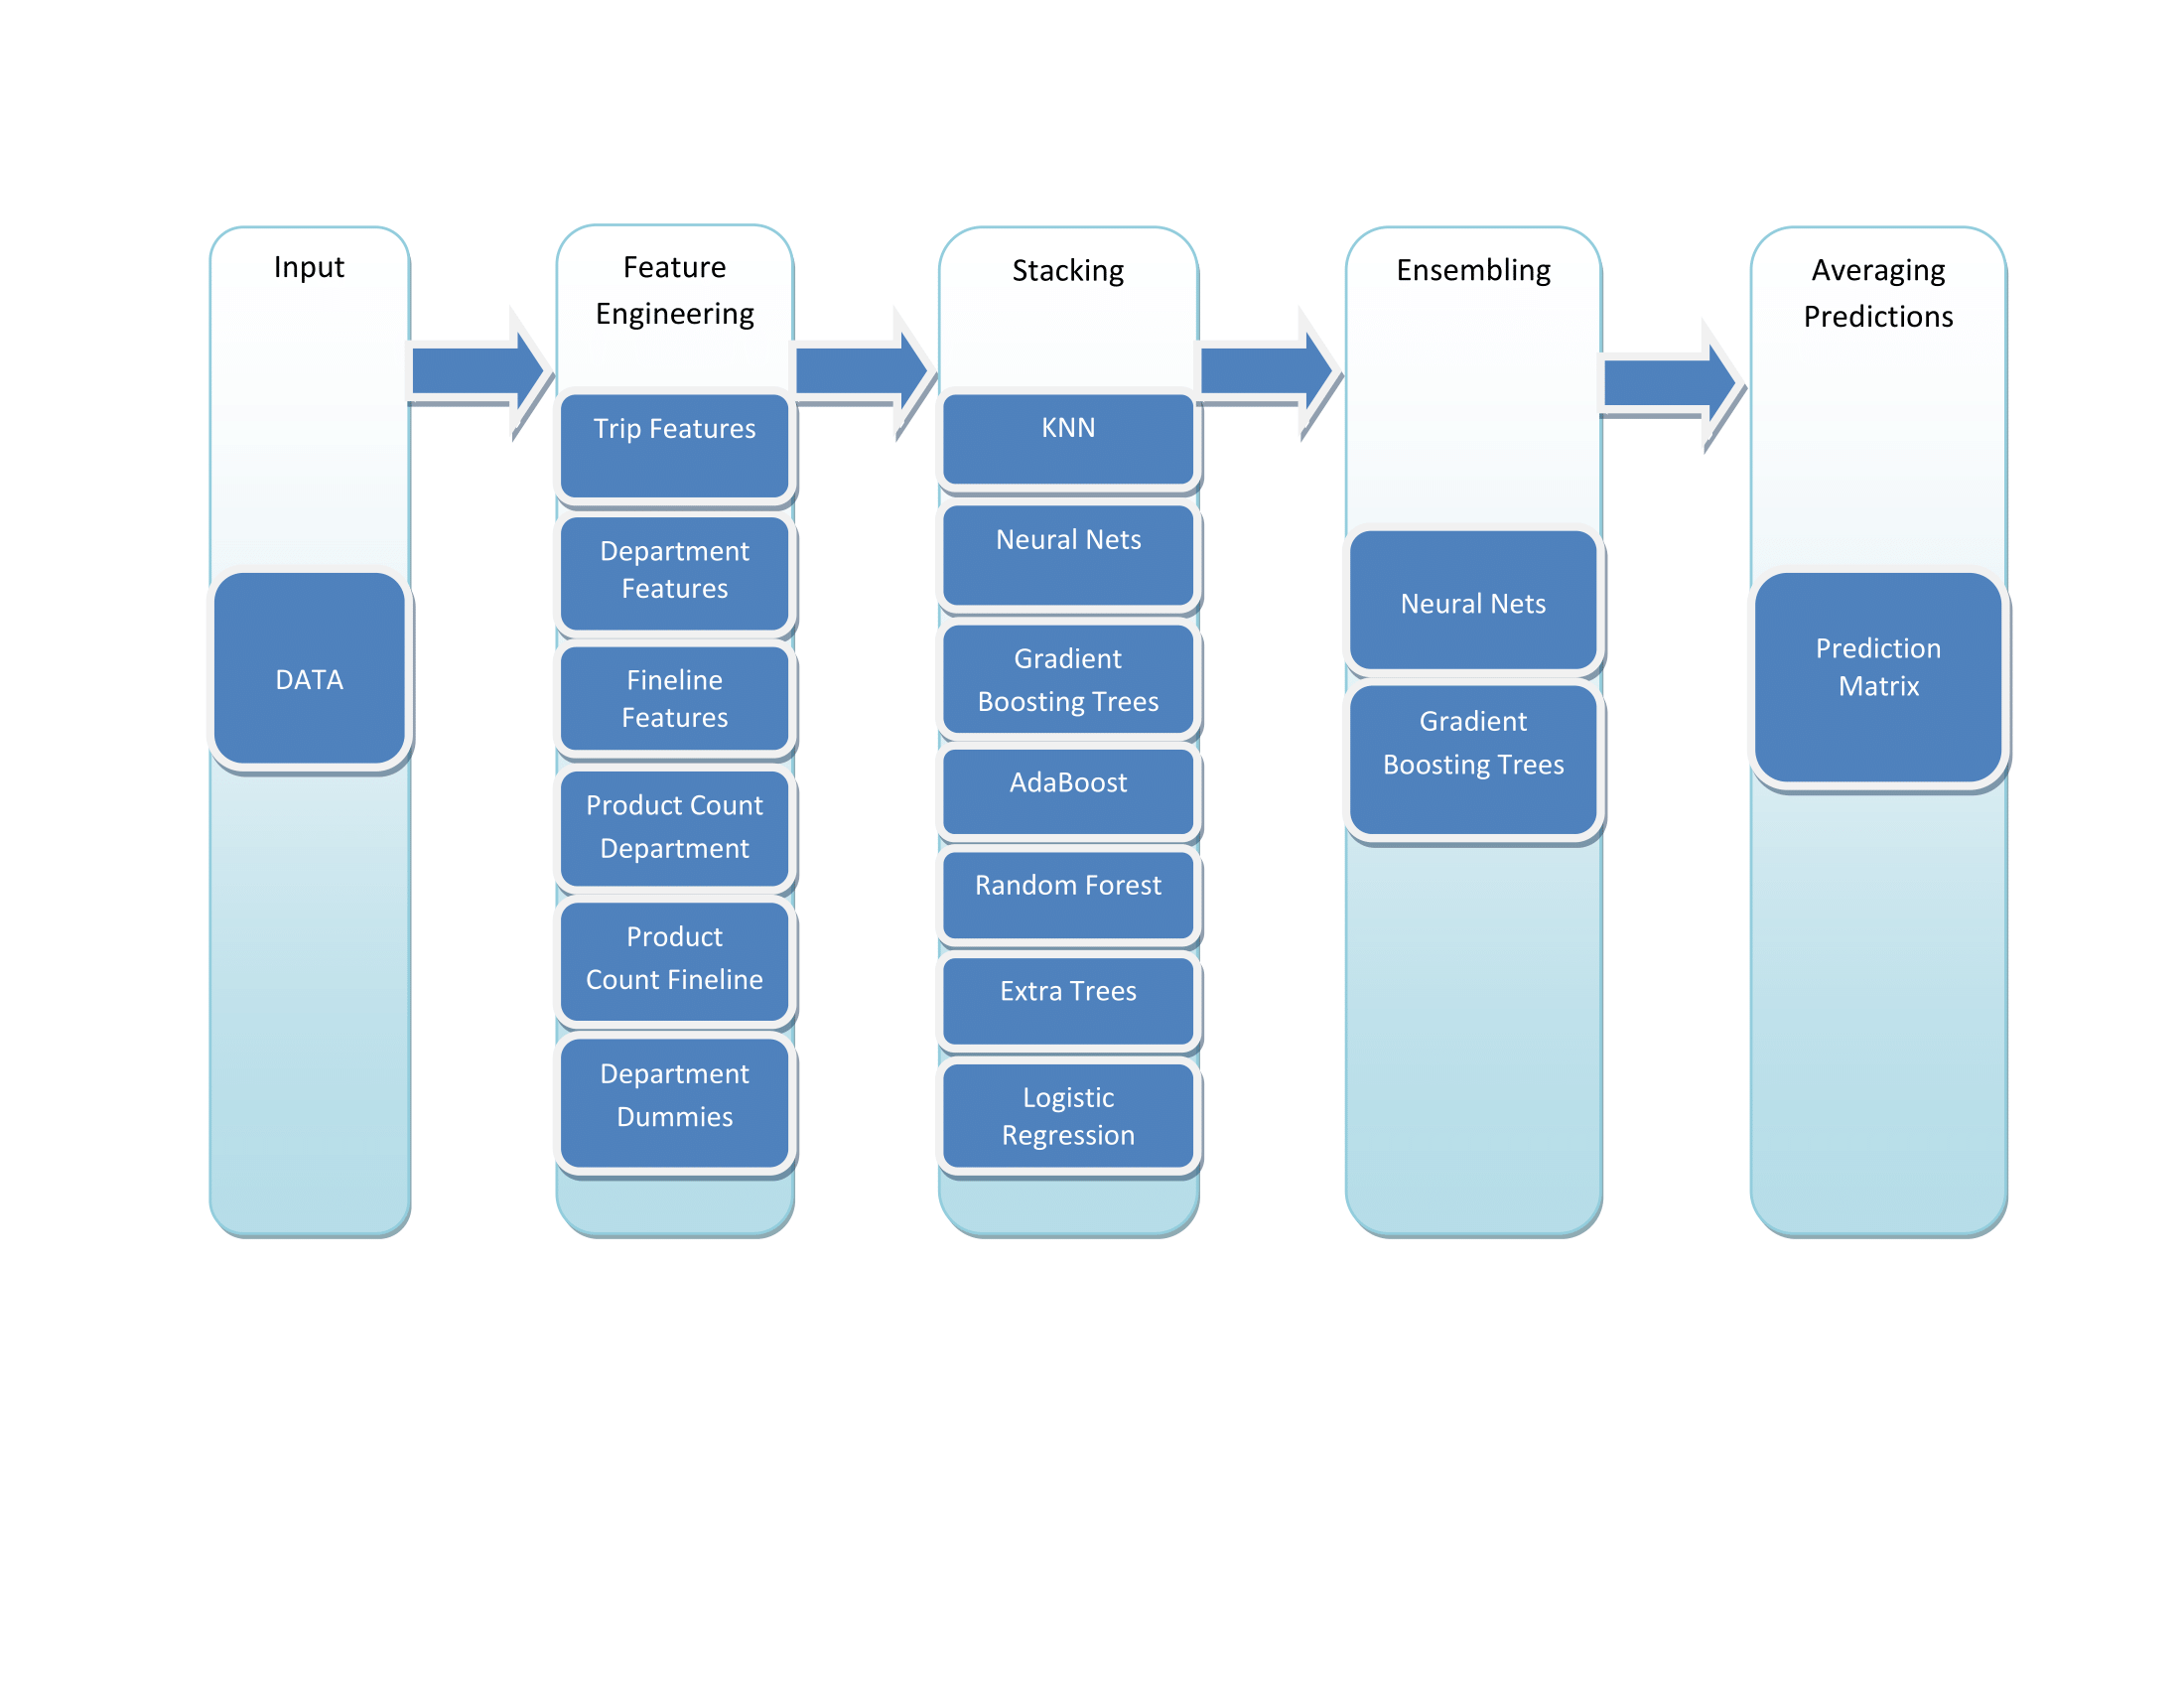 Input
DATA
Feature
Engineering
Trip Features
Department
Features
Fineline
Features
Product Count
Department
Product
Count Fineline
Department
Dummies
Stacking
KNN
Neural Nets
Gradient
Boosting Trees
AdaBoost
Random Forest
Extra Trees
Logistic
Regression
Ensembling
Neural Nets
Gradient
Boosting Trees
Averaging
Predictions
Prediction
Matrix